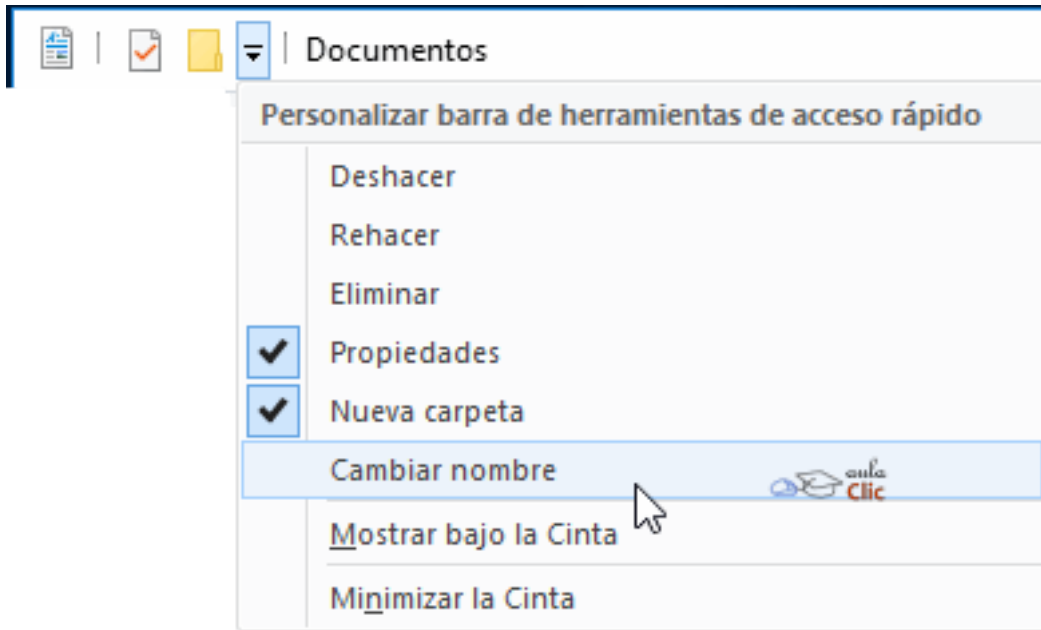 Documentos
Personalizar barra de herramientas de acceso rápido
Deshacer
Rehacer
Eliminar
Propiedades
Nueva carpeta
Cambiar nombre
aula
Clic
Mostrar bajo la Cinta
Minimizar la Cinta